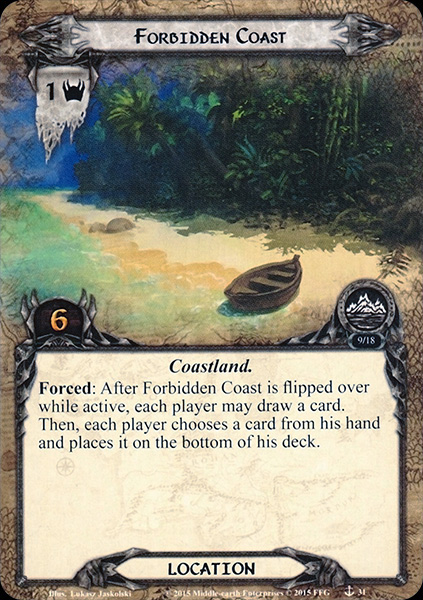 Forbidden Coast
1
6
9/18
Coastland.
Forced: After Forbidden Coast is flipped over
while active, each player may draw a card.
Then, each player chooses a card from his hand
and places it on the bottom of his deck.
LOCATION
Illus. Lukasz Jaskolski © 2015 Middle-earth Enterprises © 2015 FFG 31